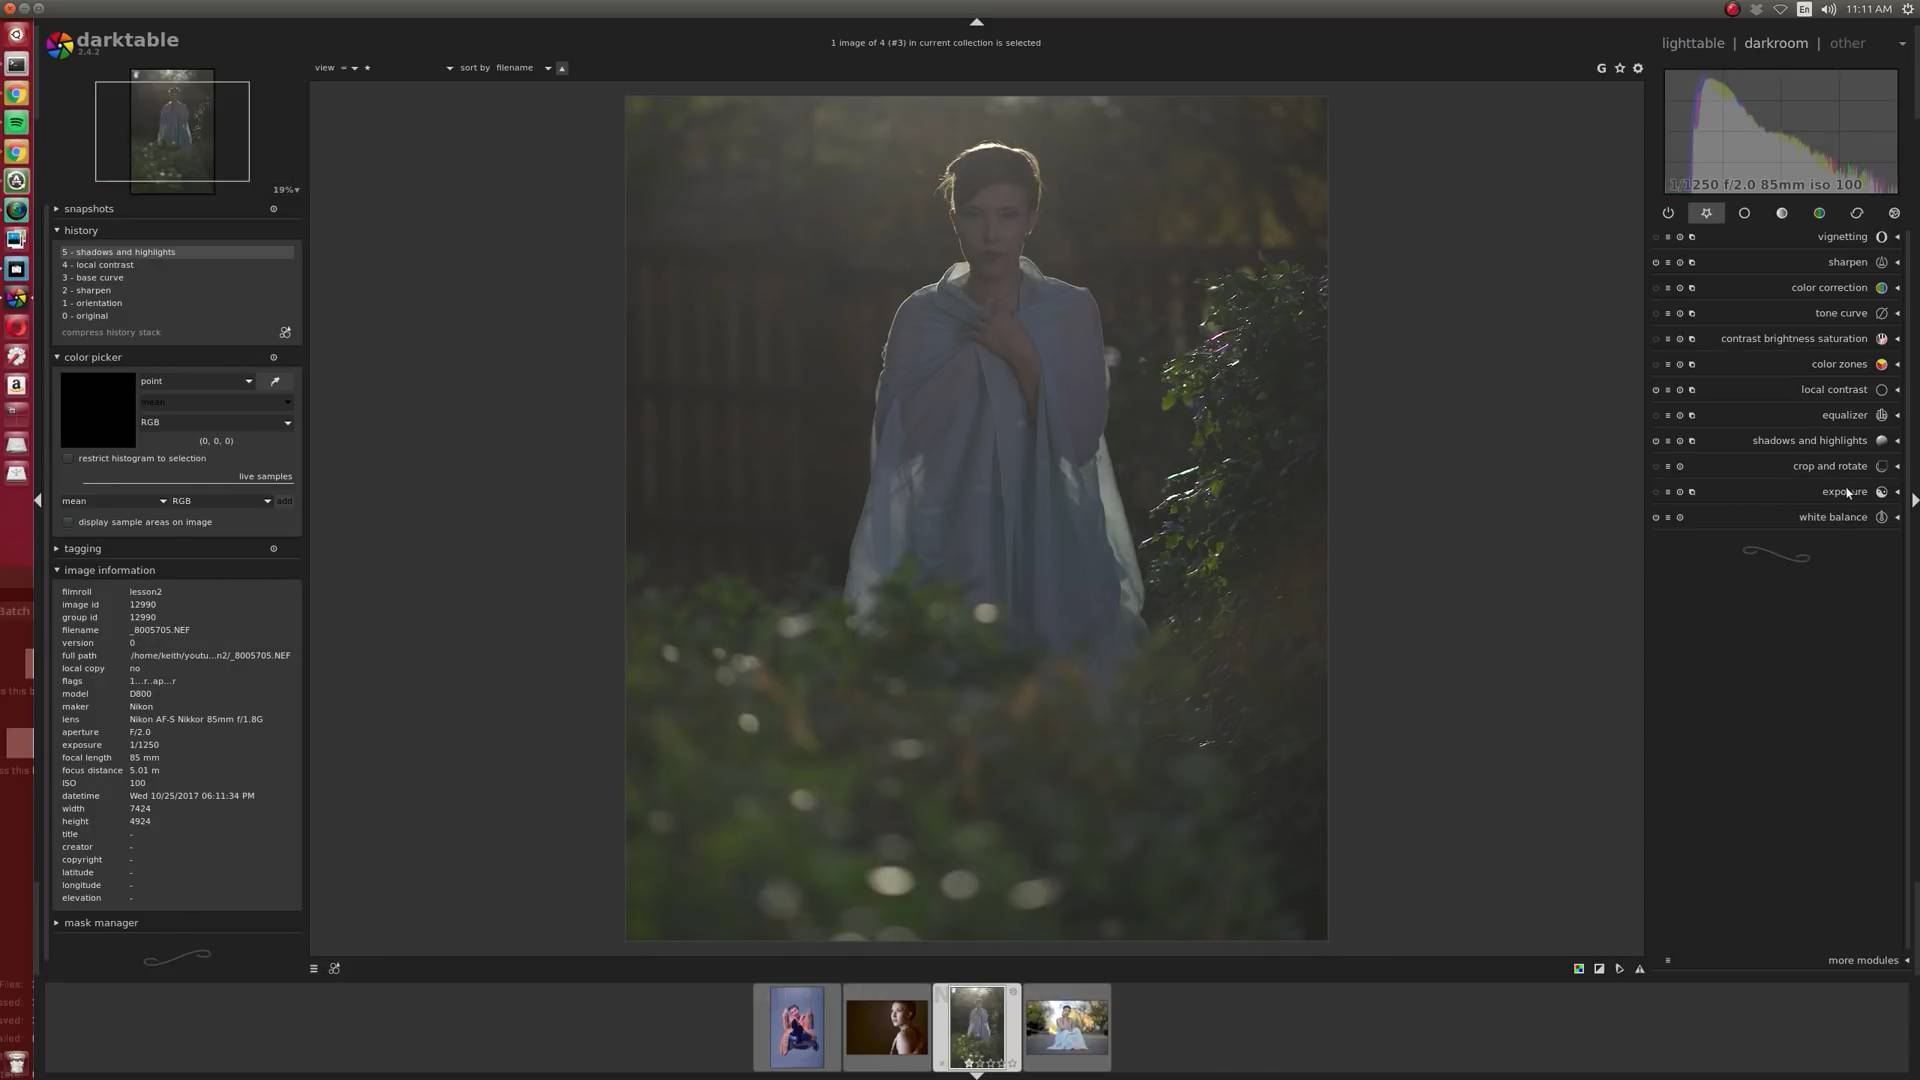 En
11:11 AM
darktable
2.4.2
1 image of 4 (#3) in current collection is selected
lighttable | darkroom | other
view = ★ sort by filename
G
1/1250 f/2.0 85mm iso 100
19%
snapshots
history
5 - shadows and highlights
4 - local contrast
3 - base curve
2 - sharpen
1 - orientation
0 - original
compress history stack
color picker
point
mean
RGB
(0, 0, 0)
restrict histogram to selection
live samples
mean RGB add
display sample areas on image
tagging
image information
filmroll lesson2
image id 12990
group id 12990
filename _8005705.NEF
version 0
full path /home/keith/youtu...n2/_8005705.NEF
local copy no
flags 1...r..ap...r
model D800
maker Nikon
lens Nikon AF-S Nikkor 85mm f/1.8G
aperture F/2.0
exposure 1/1250
focal length 85 mm
focus distance 5.01 m
ISO 100
datetime Wed 10/25/2017 06:11:34 PM
width 7424
height 4924
title -
creator -
copyright -
latitude -
longitude -
elevation -
mask manager
vignetting
sharpen
color correction
tone curve
contrast brightness saturation
color zones
local contrast
equalizer
shadows and highlights
crop and rotate
exposure
white balance
more modules
Batch